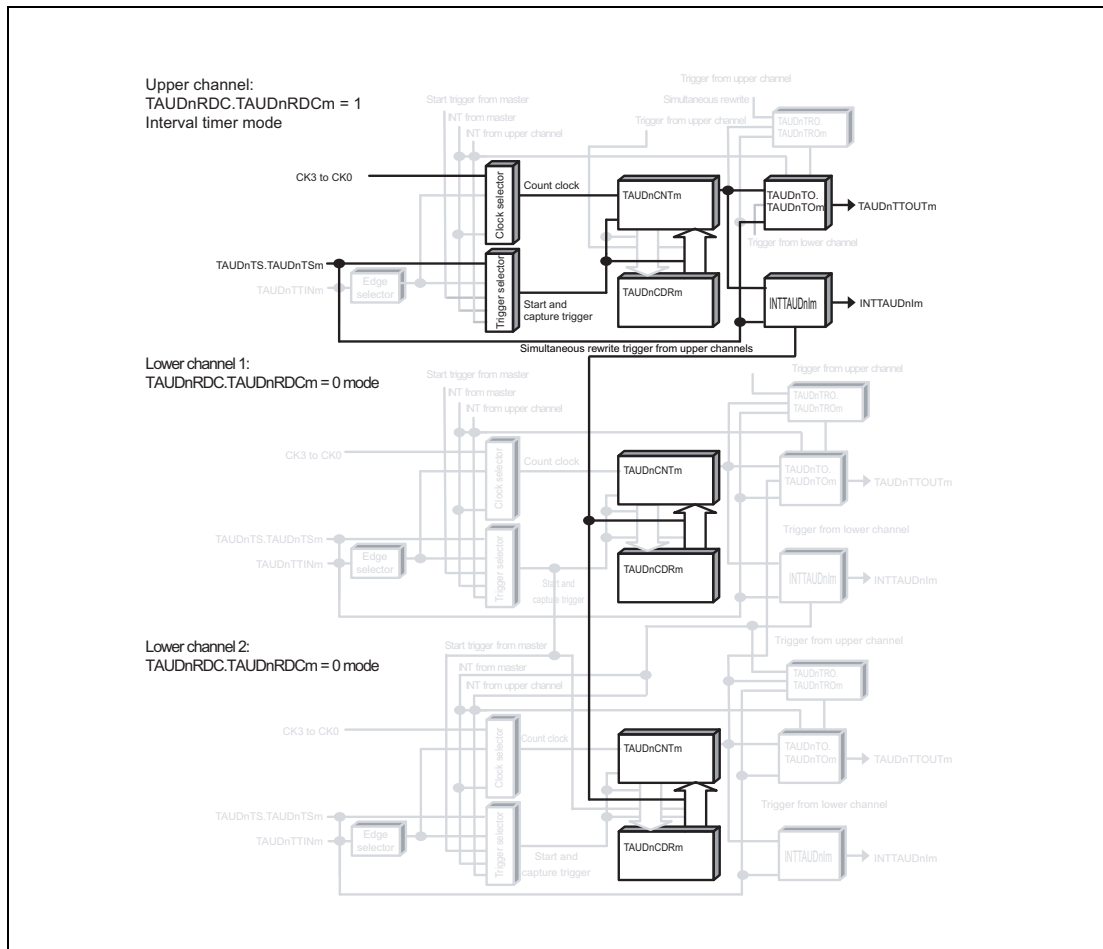 Upper channel:
TAUDnRDC.TAUDnRDCm = 1
Interval timer mode
Trigger from upper channel
Start trigger from master
Simultaneous rewrite
INT from master
Trigger from upper channel
INT from upper channel
TAUDnTRO.
TAUDnTROm
CK3 to CK0
Clock selector
Count clock
TAUDnCNTm
TAUDnTO.
TAUDnTOm
TAUDnTTOUTm
Trigger from lower channel
TAUDnTS.TAUDnTSm
TAUDnTTINm
Edge
selector
Trigger selector
Start and
capture trigger
TAUDnCDRm
INTTAUDnIm
INTTAUDnIm
Simultaneous rewrite trigger from upper channels
Lower channel 1:
TAUDnRDC.TAUDnRDCm = 0 mode
Trigger from upper channel
Start trigger from master
INT from master
INT from upper channel
TAUDnTRO.
TAUDnTROm
CK3 to CK0
Clock selector
Count clock
TAUDnCNTm
TAUDnTO.
TAUDnTOm
TAUDnTTOUTm
Trigger from lower channel
TAUDnTS.TAUDnTSm
TAUDnTTINm
Edge
selector
Trigger selector
Start and
capture trigger
TAUDnCDRm
INTTAUDnIm
INTTAUDnIm
Lower channel 2:
TAUDnRDC.TAUDnRDCm = 0 mode
Trigger from upper channel
Start trigger from master
INT from master
INT from upper channel
TAUDnTRO.
TAUDnTROm
CK3 to CK0
Clock selector
Count clock
TAUDnCNTm
TAUDnTO.
TAUDnTOm
TAUDnTTOUTm
Trigger from lower channel
TAUDnTS.TAUDnTSm
TAUDnTTINm
Edge
selector
Trigger selector
Start and
capture trigger
TAUDnCDRm
INTTAUDnIm
INTTAUDnIm